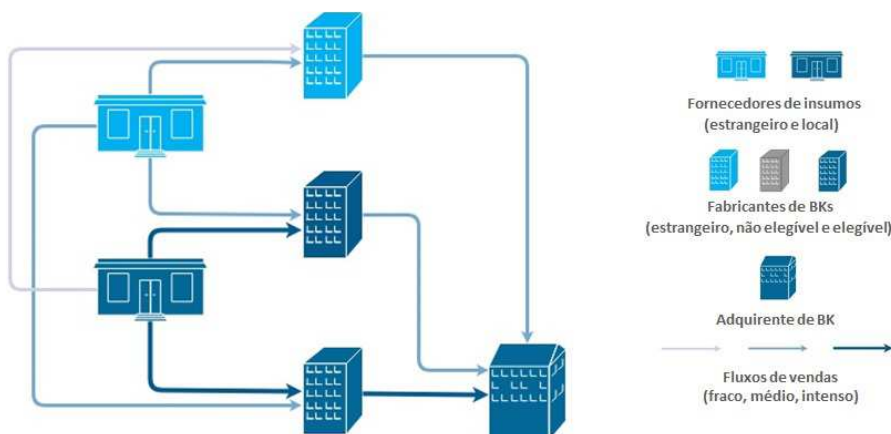 Fornecedores de insumos
(estrangeiro e local)
Fabricantes de BKs
(estrangeiro, não elegível e elegível)
Adquirente de BK
Fluxos de vendas
(fraco, médio, intenso)